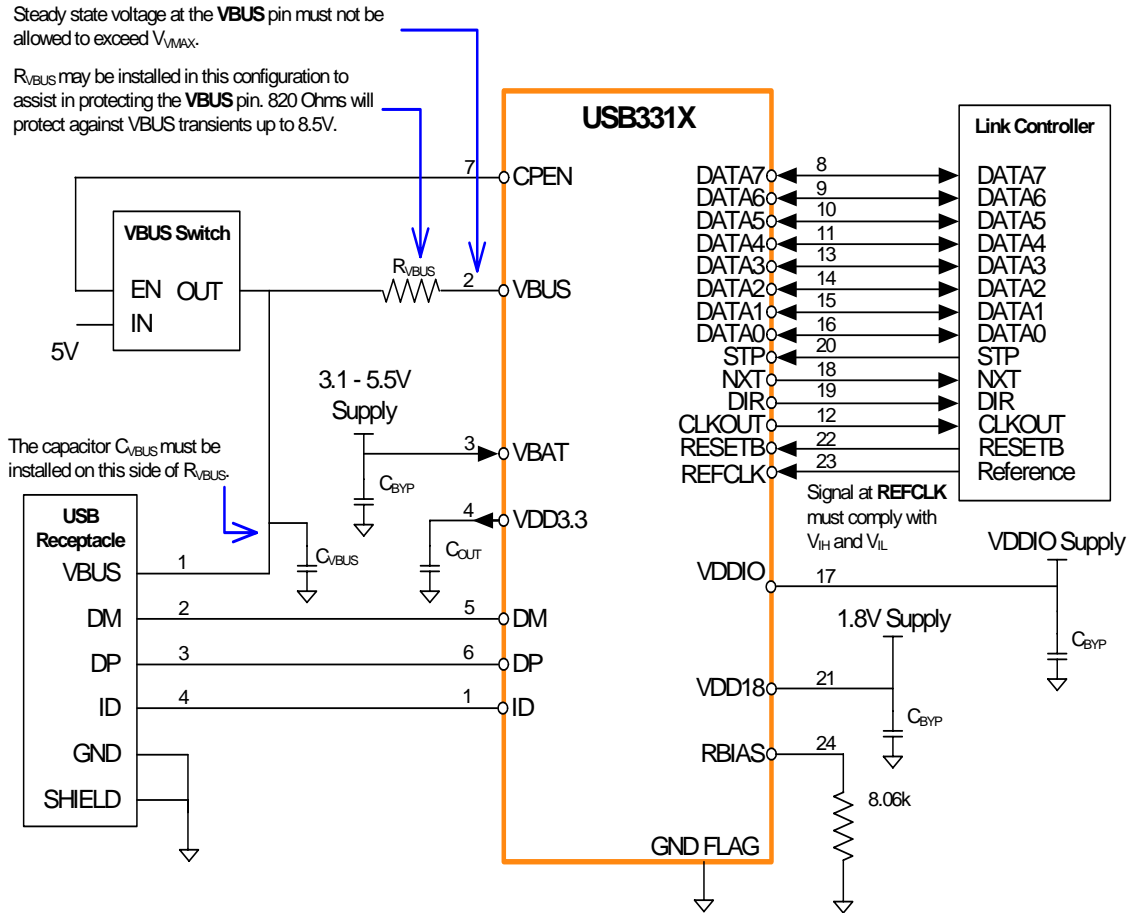 Steady state voltage at the VBUS pin must not be
allowed to exceed VVMAX.
RVBUS may be installed in this configuration to
assist in protecting the VBUS pin. 820 Ohms will
protect against VBUS transients up to 8.5V.
USB331X
Link Controller
7
CPEN
VBUS Switch
EN OUT
IN
5V
RVBUS
2
VBUS
3.1 - 5.5V
Supply
3
VBAT
CBYP
4
VDD3.3
COUT
The capacitor CVBUS must be
installed on this side of RVBUS.
CVBUS
USB
Receptacle
VBUS
1
DM
2
5
DM
DP
3
6
DP
ID
4
1
ID
GND
SHIELD
DATA7
8
DATA7
DATA6
9
DATA6
DATA5
10
DATA5
DATA4
11
DATA4
DATA3
13
DATA3
DATA2
14
DATA2
DATA1
15
DATA1
DATA0
16
DATA0
STP
20
STP
NXT
18
NXT
DIR
19
DIR
CLKOUT
12
CLKOUT
RESETB
22
RESETB
REFCLK
23
Reference
Signal at REFCLK
must comply with
VIH and VIL
VDDIO Supply
VDDIO
17
CBYP
1.8V Supply
VDD18
21
CBYP
RBIAS
24
8.06k
GND FLAG